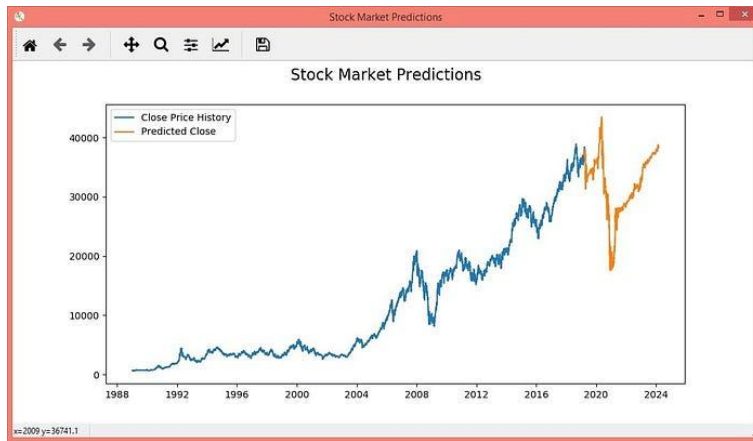 Stock Market Predictions
Stock Market Predictions
Close Price History
Predicted Close
40000
30000
20000
10000
0
1988 1992 1996 2000 2004 2008 2012 2016 2020 2024
x=2009 y=36741.1